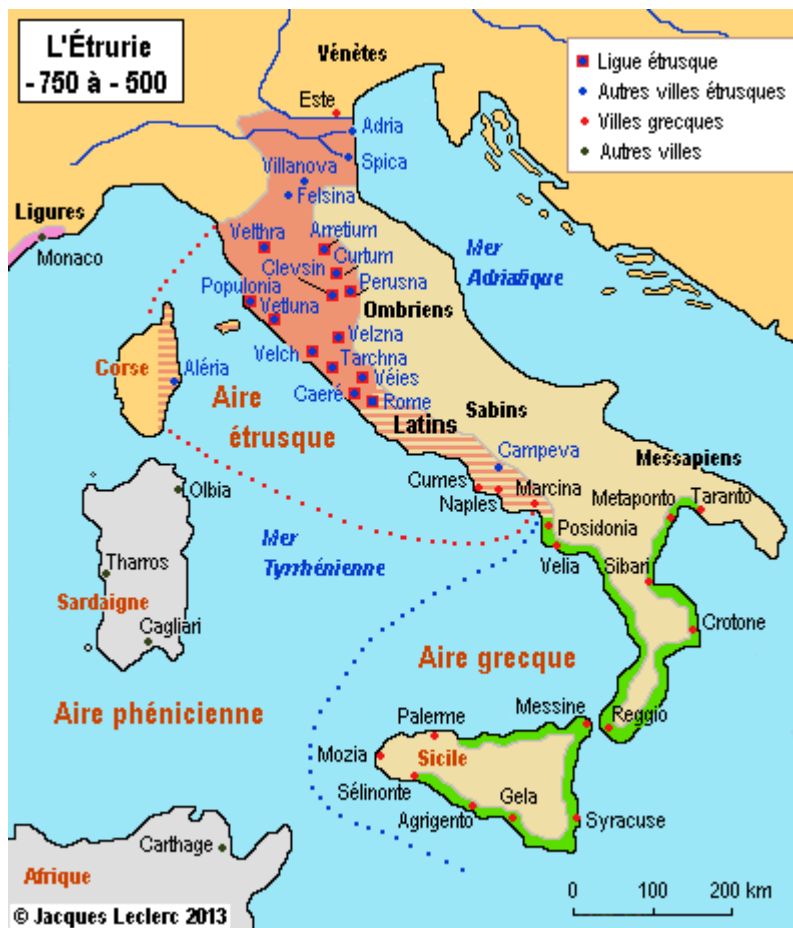 L'Étrurie
-750 à - 500
Vénètes
Ligue étrusque
Autres villes étrusques
Villes grecques
Autres villes
Este
Adria
Spica
Villanova
Felsina
Ligures
Monaco
Velthra
Arretium
Curtum
Clevsin
Perusna
Mer
Adriatique
Populonia
Vetluna
Ombriens
Velzna
Velch
Tarchna
Corse
Aléria
Véies
Caeré
Rome
Aire
étrusque
Latins
Sabins
Campeva
Messapiens
Cumes
Naples
Marcina
Metaponto
Taranto
Olbia
Posidonia
Mer
Tyrrhénienne
Velia
Sibari
Tharros
Sardaigne
Cagliari
Crotone
Aire grecque
Aire phénicienne
Messine
Reggio
Palerme
Mozia
Sicile
Sélinonte
Gela
Agrigento
Syracuse
Carthage
Afrique
0 100 200 km
© Jacques Leclerc 2013